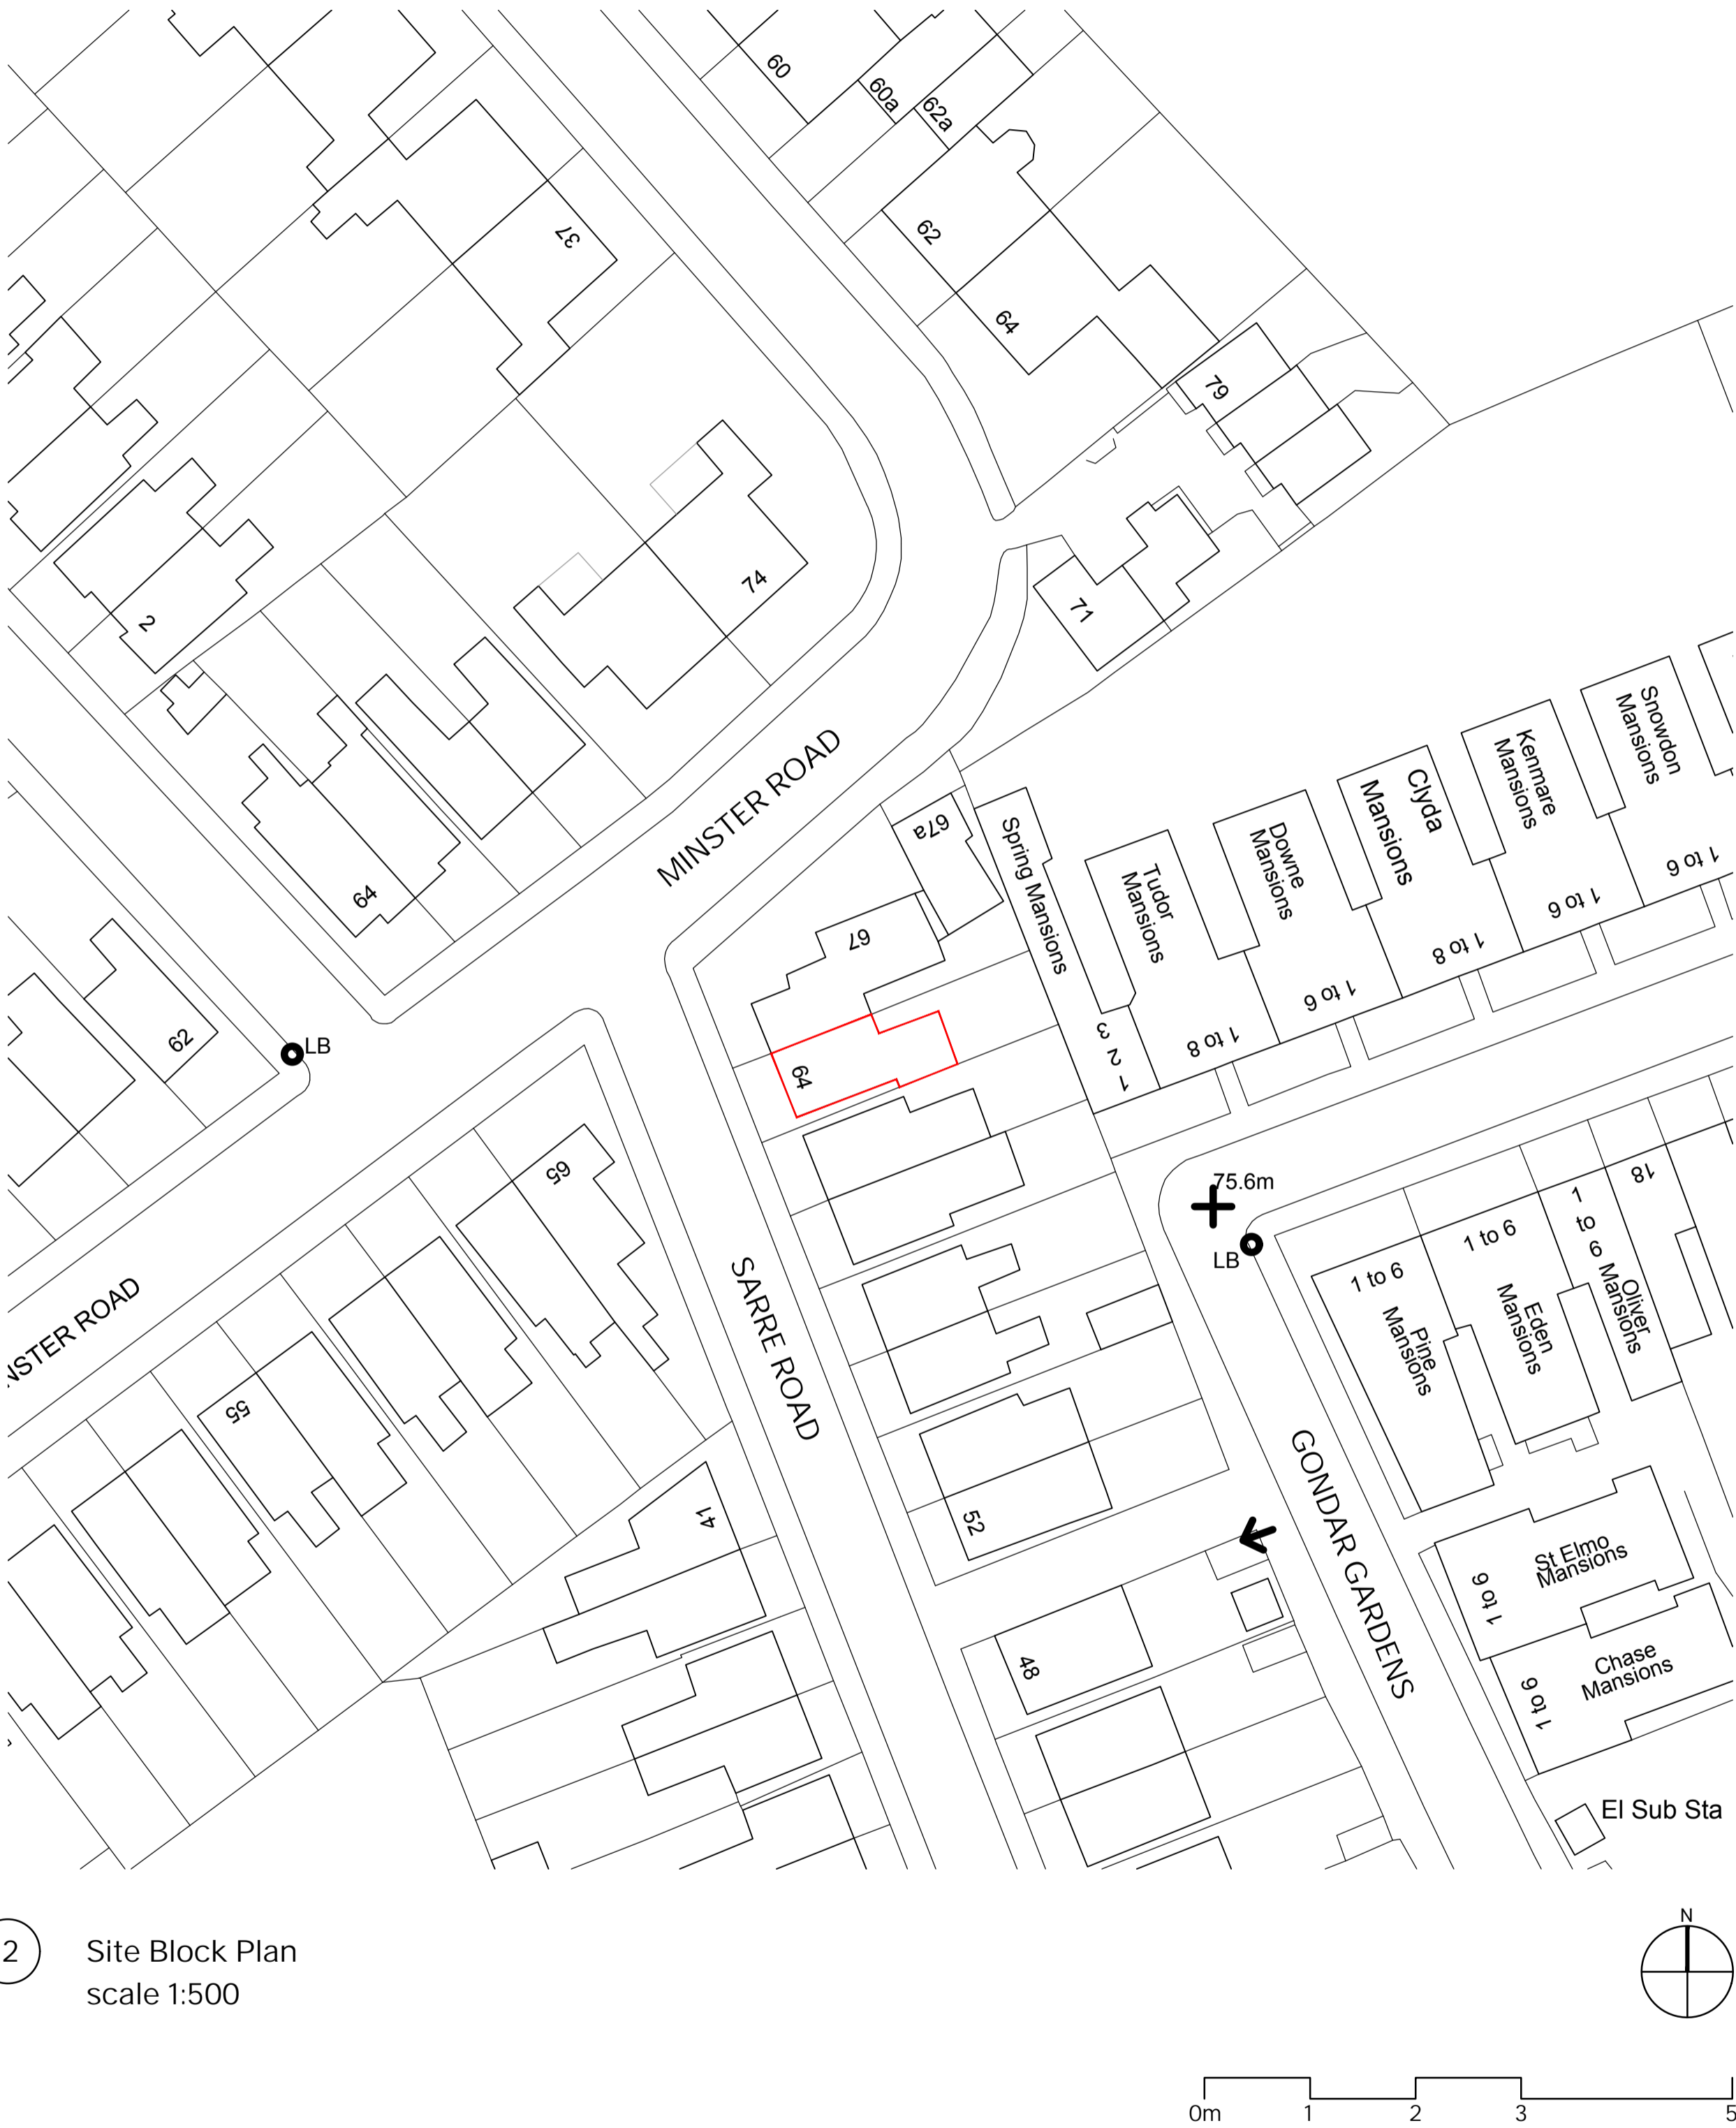 60
60a
62a
62
37
64
79
74
71
2
MINSTER ROAD
64
67a
67
Spring Mansions
Tudor
Mansions
Downe
Mansions
Clyda
Mansions
Kenmare
Mansions
Snowdon
Mansions
1 to 6
1 to 6
1 to 8
1 to 6
1 to 8
3
2
1
62
LB
64
65
75.6m
LB
SARRE ROAD
NSTER ROAD
55
41
52
48
GONDAR GARDENS
1 to 6
Pine
Mansions
1 to 6
Eden
Mansions
1
to
6
Oliver
Mansions
18
St Elmo
Mansions
1 to 6
Chase
Mansions
1 to 6
El Sub Sta
2
Site Block Plan
scale 1:500
N
0m 1 2 3 5